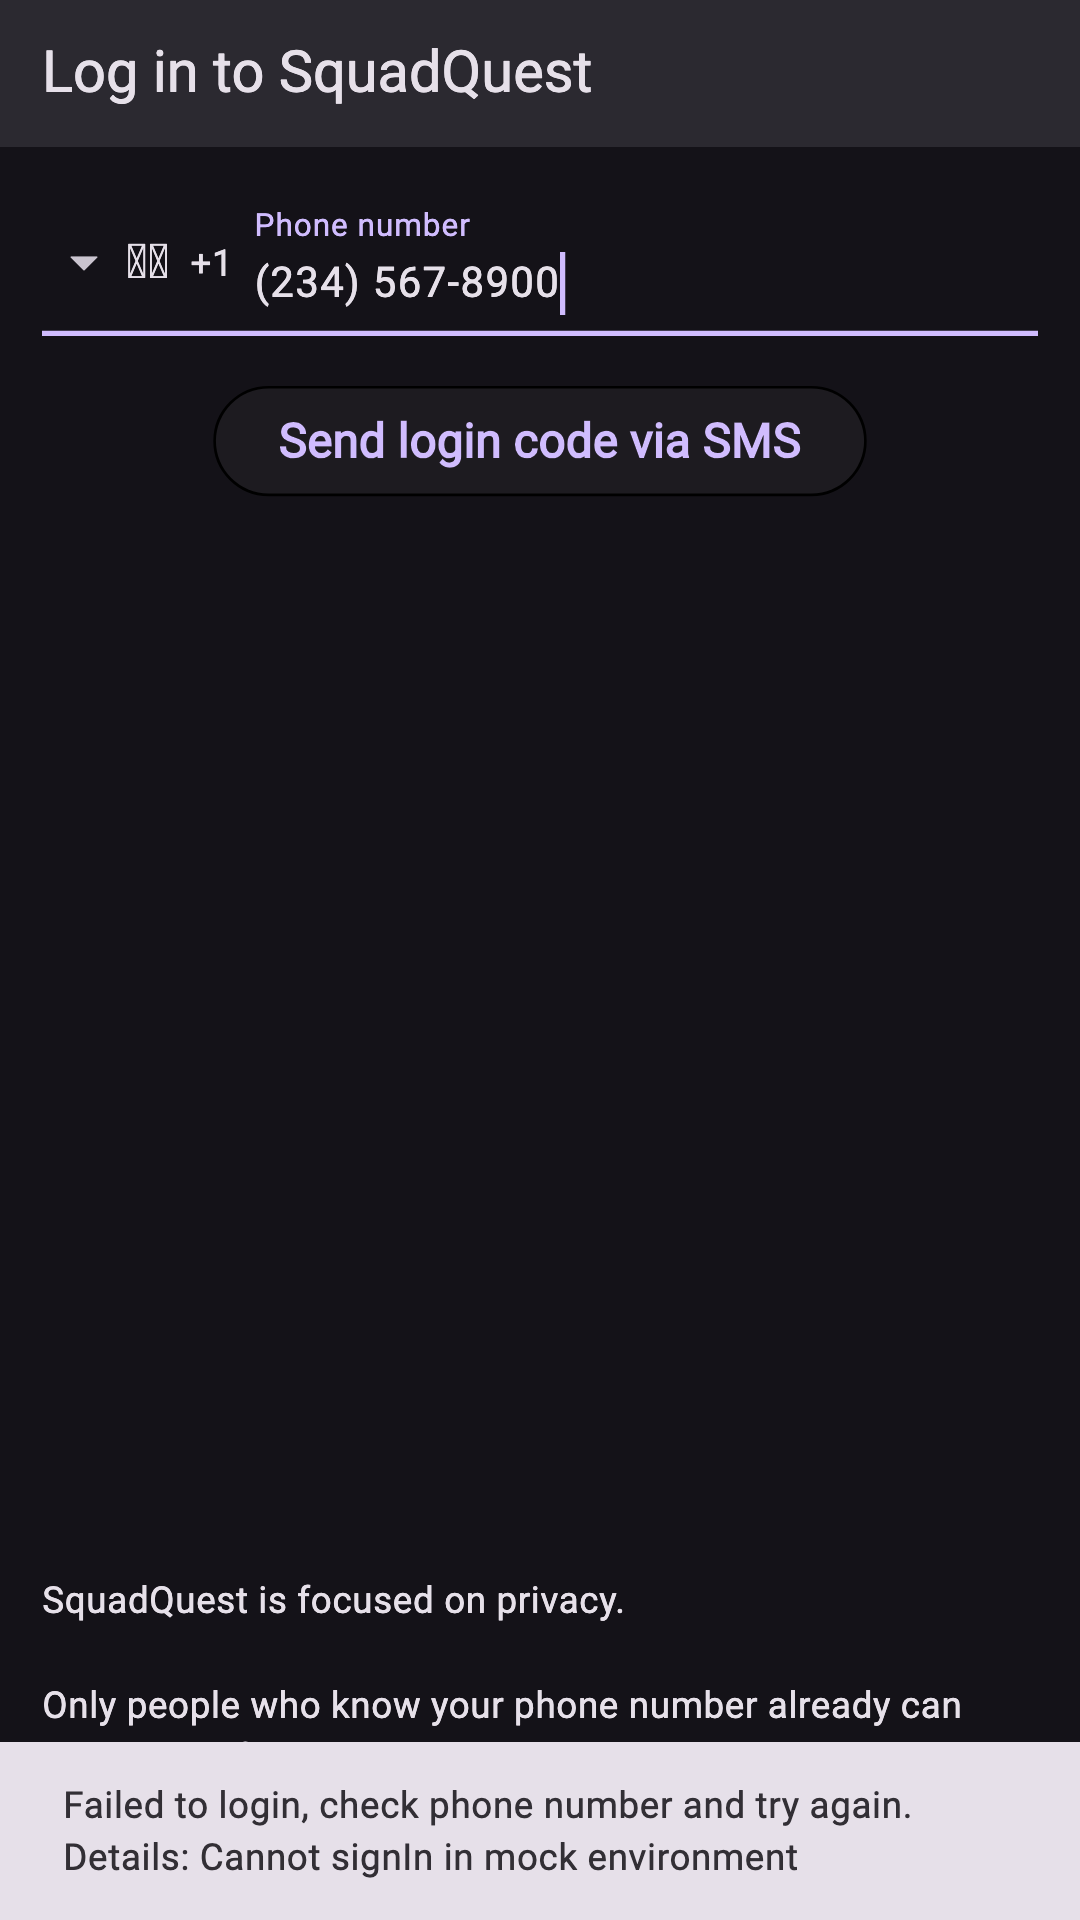 Log in to SquadQuest
Phone number
+1
(234) 567-8900
Send login code via SMS
SquadQuest is focused on privacy.
Only people who know your phone number already can
Failed to login, check phone number and try again.
Details: Cannot signIn in mock environment